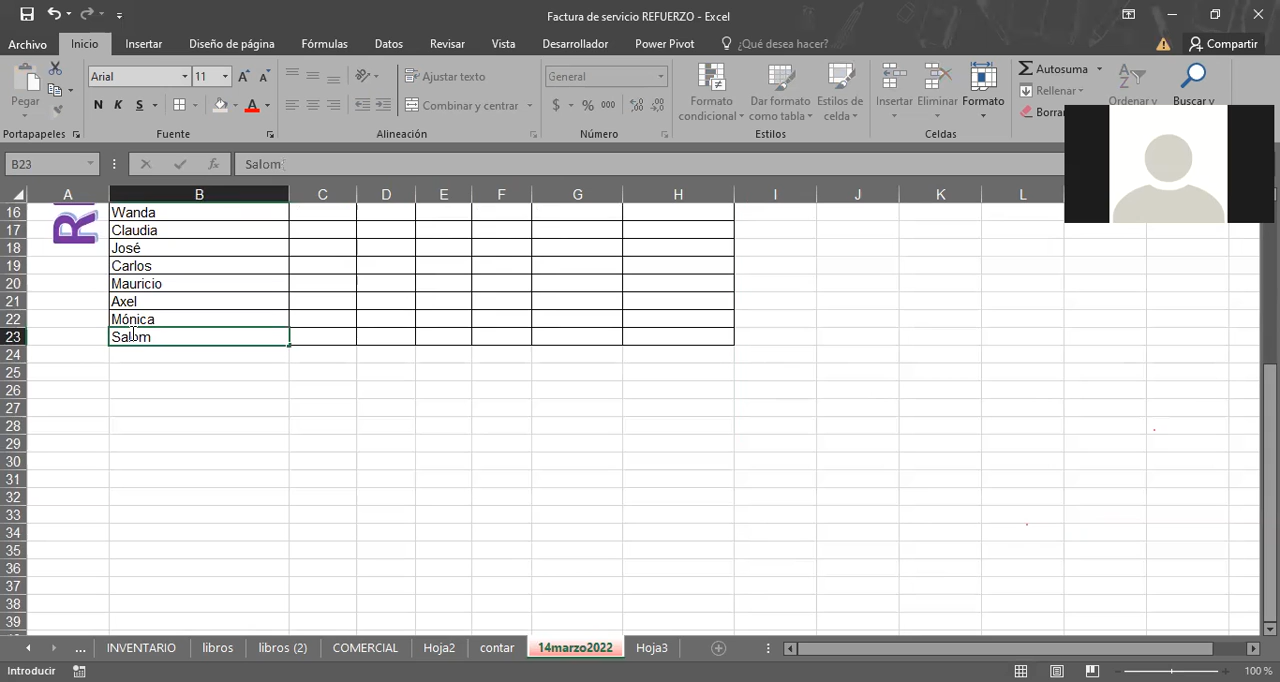 Factura de servicio REFUERZO - Excel
Archivo Inicio Insertar Diseño de página Fórmulas Datos Revisar Vista Desarrollador Power Pivot ¿Qué desea hacer? Compartir
Pegar
Portapapeles
Arial 11
N K S
Fuente
Ajustar texto
Combinar y centrar
Alineación
General
$ % 000
Número
Formato condicional
Dar formato como tabla
Estilos de celda
Estilos
Insertar Eliminar Formato
Celdas
Autosuma
Rellenar
Borrar
Ordenar y
Buscar y
B23 fx Salom
A B C D E F G H I J K L
16 Wanda
17 Claudia
18 José
19 Carlos
20 Mauricio
21 Axel
22 Mónica
23 Salom
24
25
26
27
28
29
30
31
32
33
34
35
36
37
38
39
... INVENTARIO libros libros (2) COMERCIAL Hoja2 contar 14marzo2022 Hoja3
Introducir 100 %